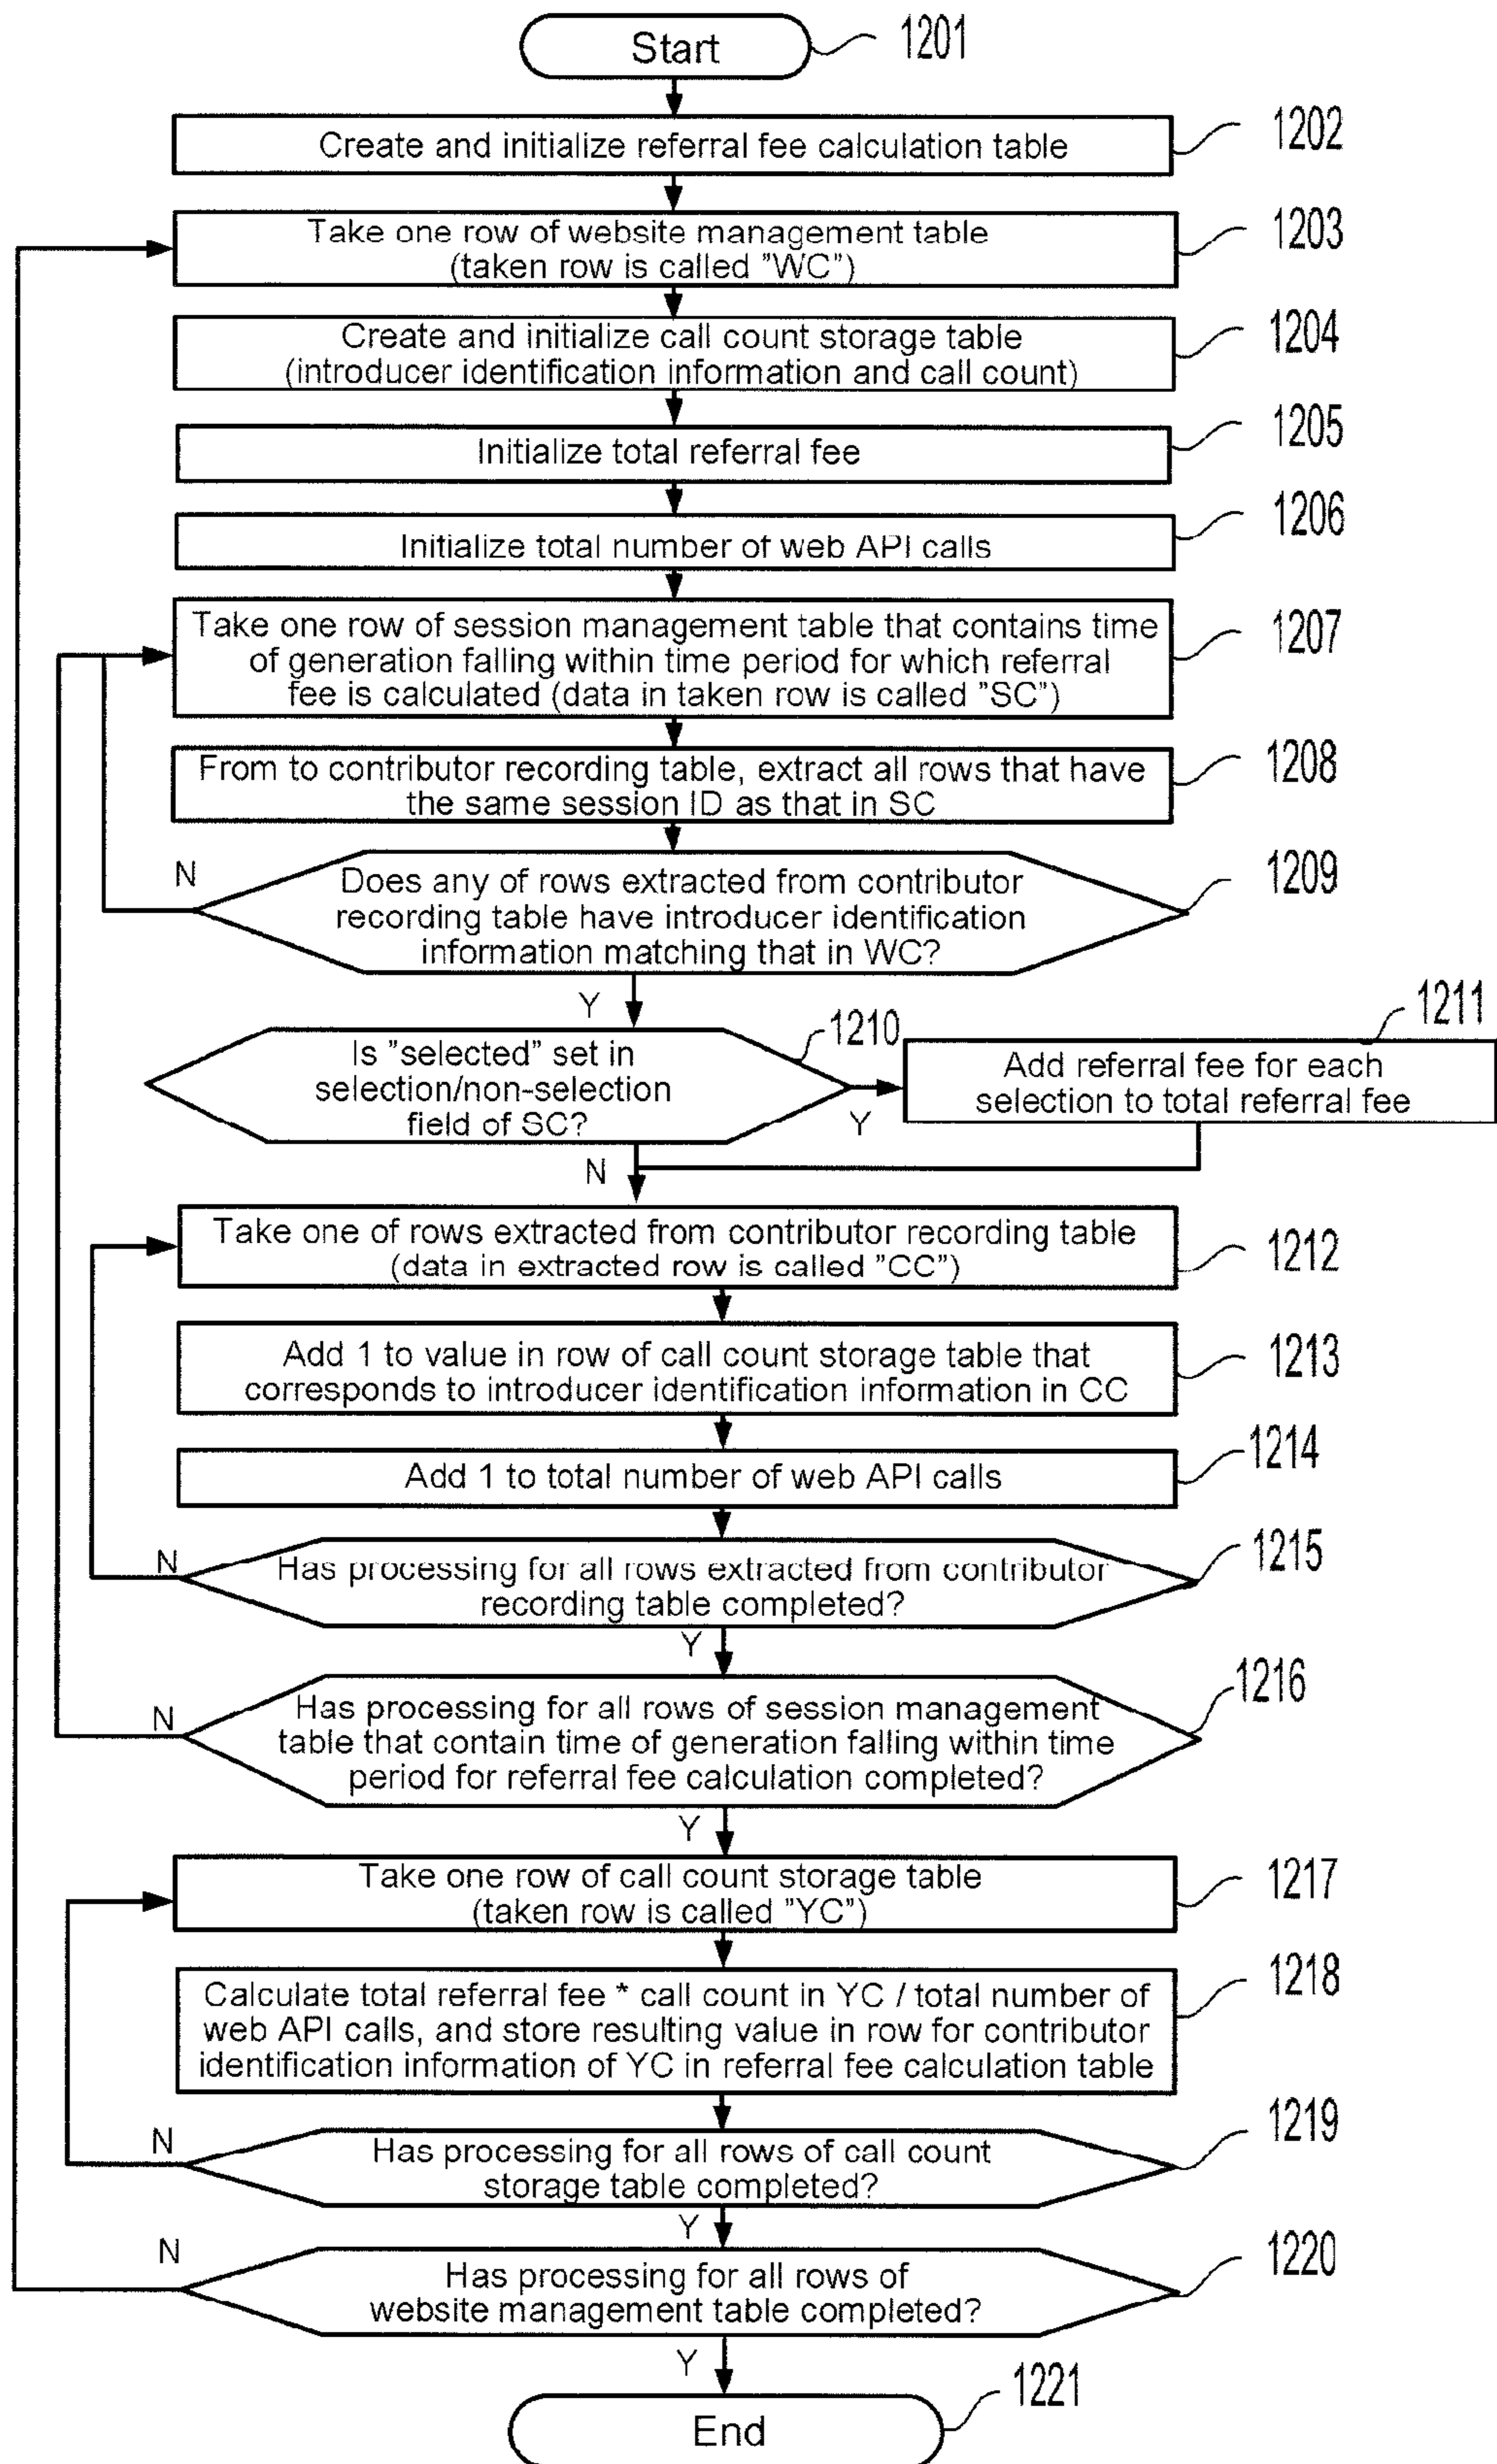 Start
1201
Create and initialize referral fee calculation table
1202
Take one row of website management table
(taken row is called "WC")
1203
Create and initialize call count storage table
(introducer identification information and call count)
1204
Initialize total referral fee
1205
Initialize total number of web API calls
1206
Take one row of session management table that contains time
of generation falling within time period for which referral
fee is calculated (data in taken row is called "SC")
1207
From to contributor recording table, extract all rows that have
the same session ID as that in SC
1208
N
Does any of rows extracted from contributor
recording table have introducer identification
information matching that in WC?
1209
Y
Is "selected" set in
selection/non-selection
field of SC?
1210
Y
Add referral fee for each
selection to total referral fee
1211
N
Take one of rows extracted from contributor recording table
(data in extracted row is called "CC")
1212
Add 1 to value in row of call count storage table that
corresponds to introducer identification information in CC
1213
Add 1 to total number of web API calls
1214
N
Has processing for all rows extracted from contributor
recording table completed?
1215
Y
N
Has processing for all rows of session management
table that contain time of generation falling within time
period for referral fee calculation completed?
1216
Y
Take one row of call count storage table
(taken row is called "YC")
1217
Calculate total referral fee * call count in YC / total number of
web API calls, and store resulting value in row for contributor
identification information of YC in referral fee calculation table
1218
N
Has processing for all rows of call count
storage table completed?
1219
Y
N
Has processing for all rows of
website management table completed?
1220
Y
End
1221